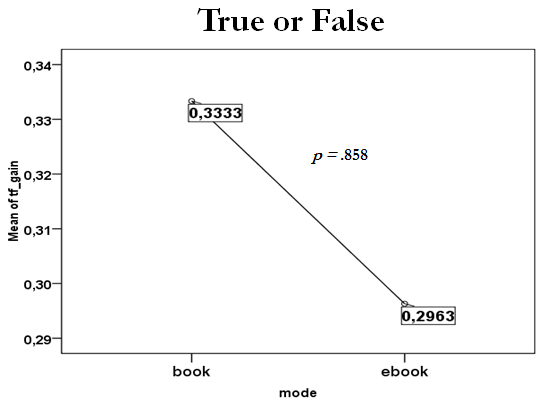 True or False
0,34
0,33
0,32
0,31
0,30
0,29
Mean of tf_gain
0,3333
p = .858
0,2963
book
ebook
mode